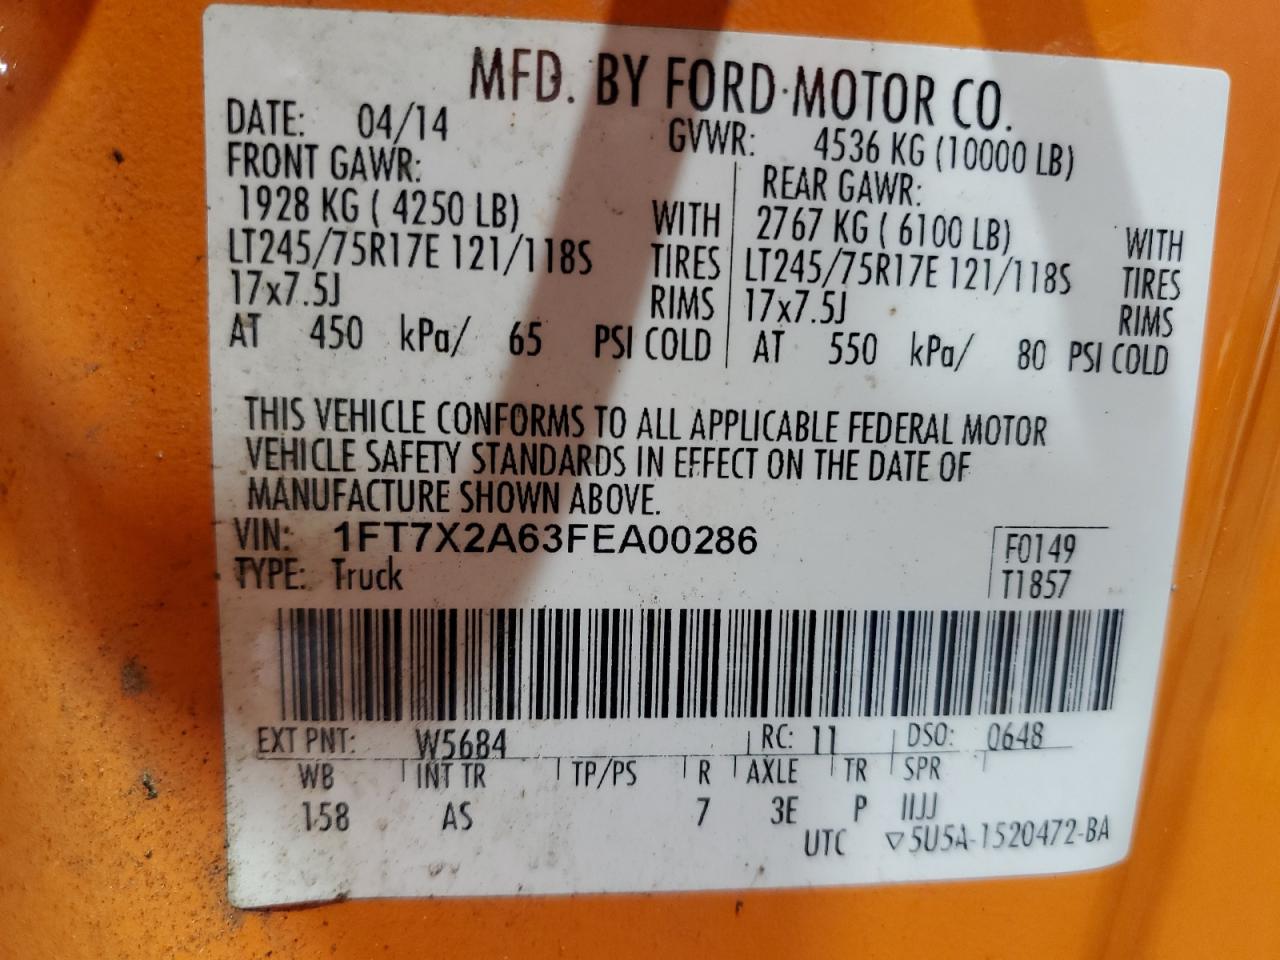 MFD. BY FORD MOTOR CO.
DATE: 04/14 GVWR: 4536 KG (10000 LB)
FRONT GAWR: REAR GAWR:
1928 KG ( 4250 LB) WITH 2767 KG ( 6100 LB) WITH
LT245/75R17E 121/118S TIRES LT245/75R17E 121/118S TIRES
17x7.5J RIMS 17x7.5J RIMS
AT 450 kPa/ 65 PSI COLD AT 550 kPa/ 80 PSI COLD
THIS VEHICLE CONFORMS TO ALL APPLICABLE FEDERAL MOTOR
VEHICLE SAFETY STANDARDS IN EFFECT ON THE DATE OF
MANUFACTURE SHOWN ABOVE.
VIN: 1FT7X2A63FEA00286 F0149
TYPE: Truck T1857
EXT PNT: W5684 RC: 11 DSO: 0648
WB INT TR TP/PS R AXLE TR SPR
158 AS 7 3E P IIJJ
UTC ▽5U5A-1520472-BA